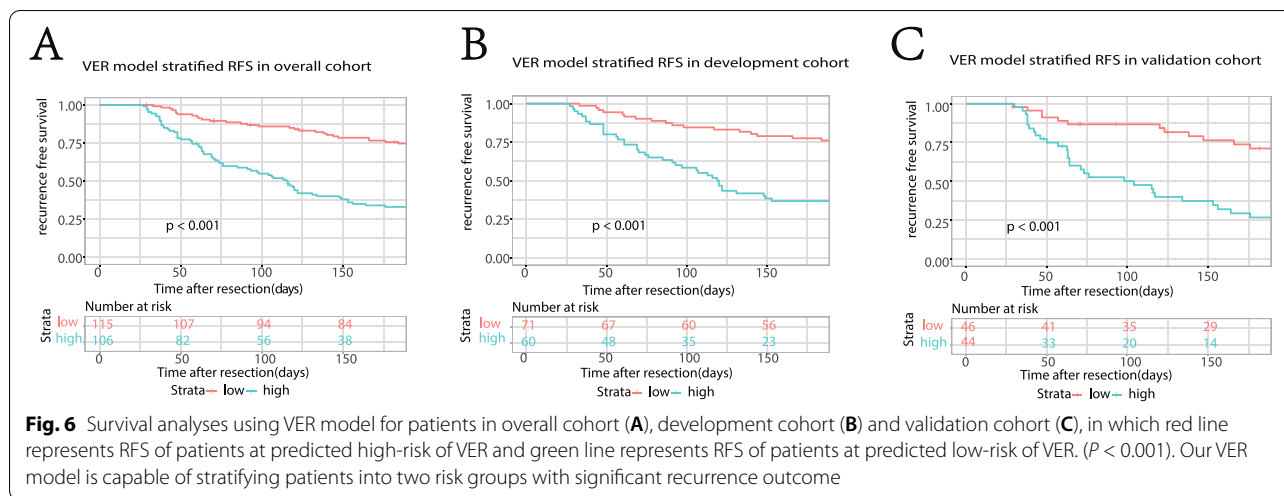 A
VER model stratified RFS in overall cohort
recurrence free survival
1.00
0.75
0.50
0.25
0.00
p < 0.001
0 50 100 150
Time after resection(days)
Number at risk
Strata
low 115 107 94 84
high 106 82 56 38
0 50 100 150
Time after resection(days)
Strata low high
B
VER model stratified RFS in development cohort
recurrence free survival
1.00
0.75
0.50
0.25
0.00
p < 0.001
0 50 100 150
Time after resection(days)
Number at risk
Strata
low 71 67 60 56
high 60 48 35 23
0 50 100 150
Time after resection(days)
Strata low high
C
VER model stratified RFS in validation cohort
recurrence free survival
1.00
0.75
0.50
0.25
0.00
p < 0.001
0 50 100 150
Time after resection(days)
Number at risk
Strata
low 46 41 35 29
high 44 33 20 14
0 50 100 150
Time after resection(days)
Strata low high
Fig. 6 Survival analyses using VER model for patients in overall cohort (A), development cohort (B) and validation cohort (C), in which red line
represents RFS of patients at predicted high-risk of VER and green line represents RFS of patients at predicted low-risk of VER. (P < 0.001). Our VER
model is capable of stratifying patients into two risk groups with significant recurrence outcome